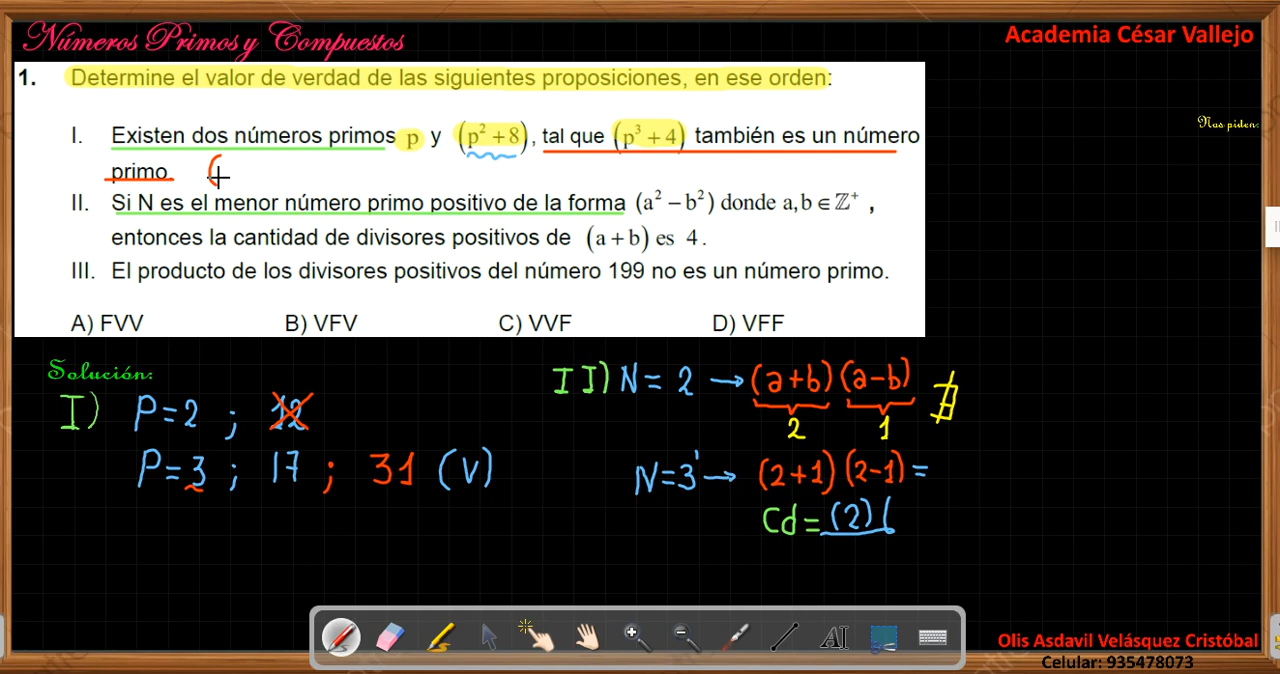 Números Primos y Compuestos
Academia César Vallejo
1. Determine el valor de verdad de las siguientes proposiciones, en ese orden:
Nus piden:
I. Existen dos números primos p y (p² + 8), tal que (p³ + 4) también es un número
primo. (
II. Si N es el menor número primo positivo de la forma (a² − b²) donde a, b ∈ ℤ⁺ ,
entonces la cantidad de divisores positivos de (a + b) es 4.
III. El producto de los divisores positivos del número 199 no es un número primo.
A) FVV B) VFV C) VVF D) VFF
Solución:
I) P=2 ; 12
P=3 ; 17 ; 31 (V)
II) N = 2 → (a+b)(a−b) ∄
2 1
N=3¹ → (2+1)(2−1) =
Cd = (2)(
AI
Olis Asdavil Velásquez Cristóbal
Celular: 935478073